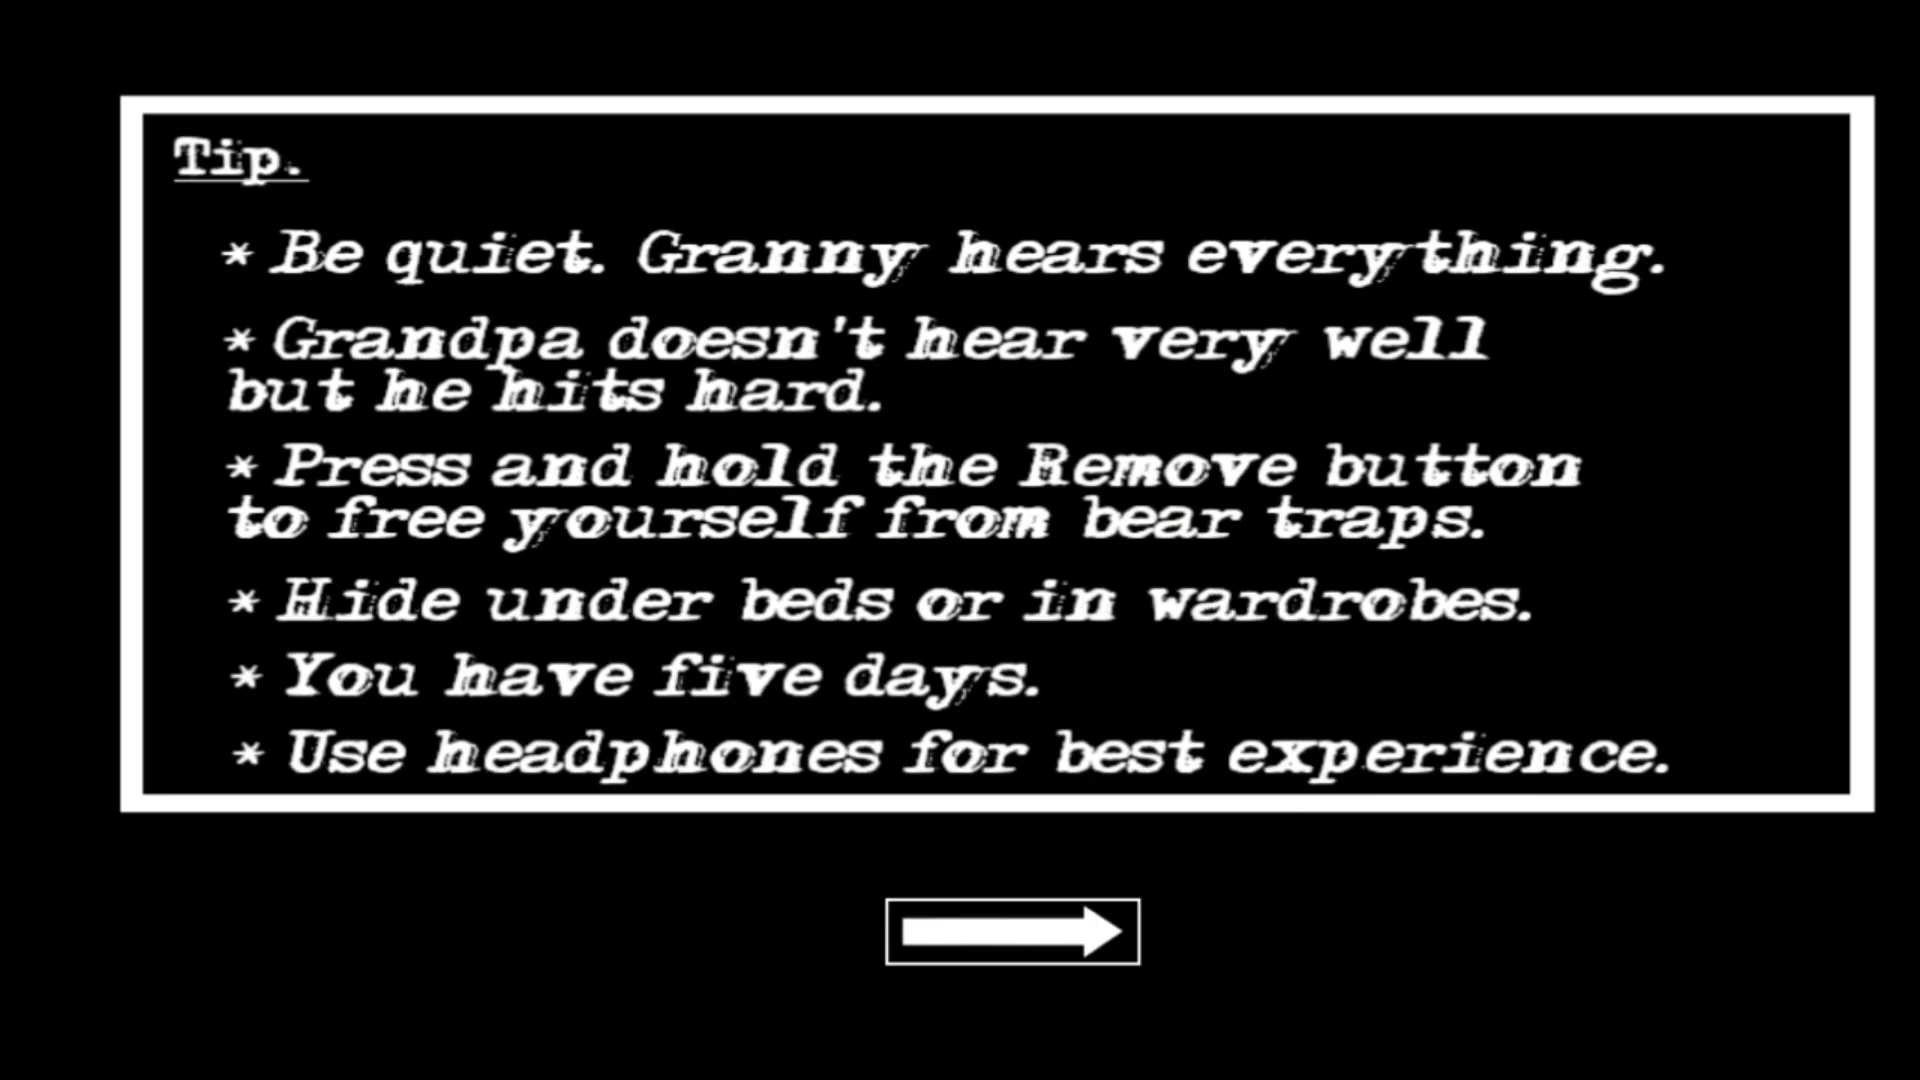 Tip.
* Be quiet. Granny hears everything.
* Grandpa doesn't hear very well
but he hits hard.
* Press and hold the Remove button
to free yourself from bear traps.
* Hide under beds or in wardrobes.
* You have five days.
* Use headphones for best experience.